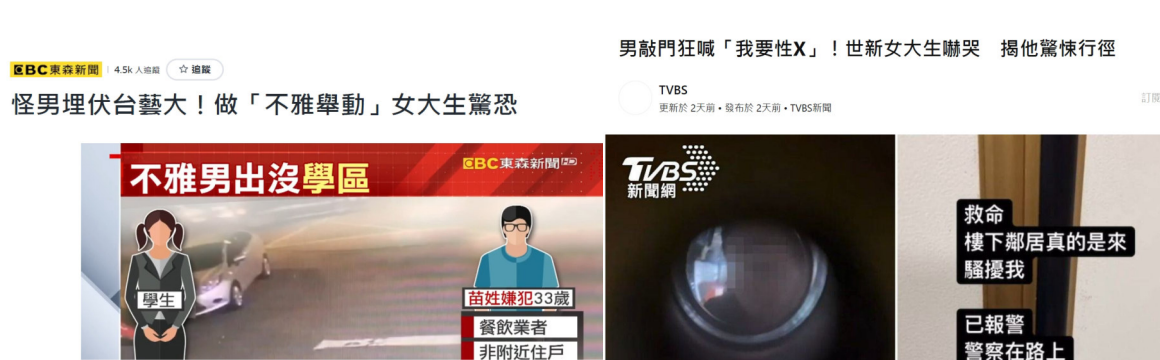 EBC東森新聞 4.5k 人追蹤 ☆ 追蹤
怪男埋伏台藝大！做「不雅舉動」女大生驚恐
不雅男出沒學區
EBC東森新聞HD
學生
苗姓嫌犯33歲
餐飲業者
非附近住戶
男敲門狂喊「我要性X」！世新女大生嚇哭 揭他驚悚行徑
TVBS
更新於 2天前 • 發布於 2天前 • TVBS新聞
訂閱
TVBS
新聞網
救命
樓下鄰居真的是來
騷擾我
已報警
警察在路上